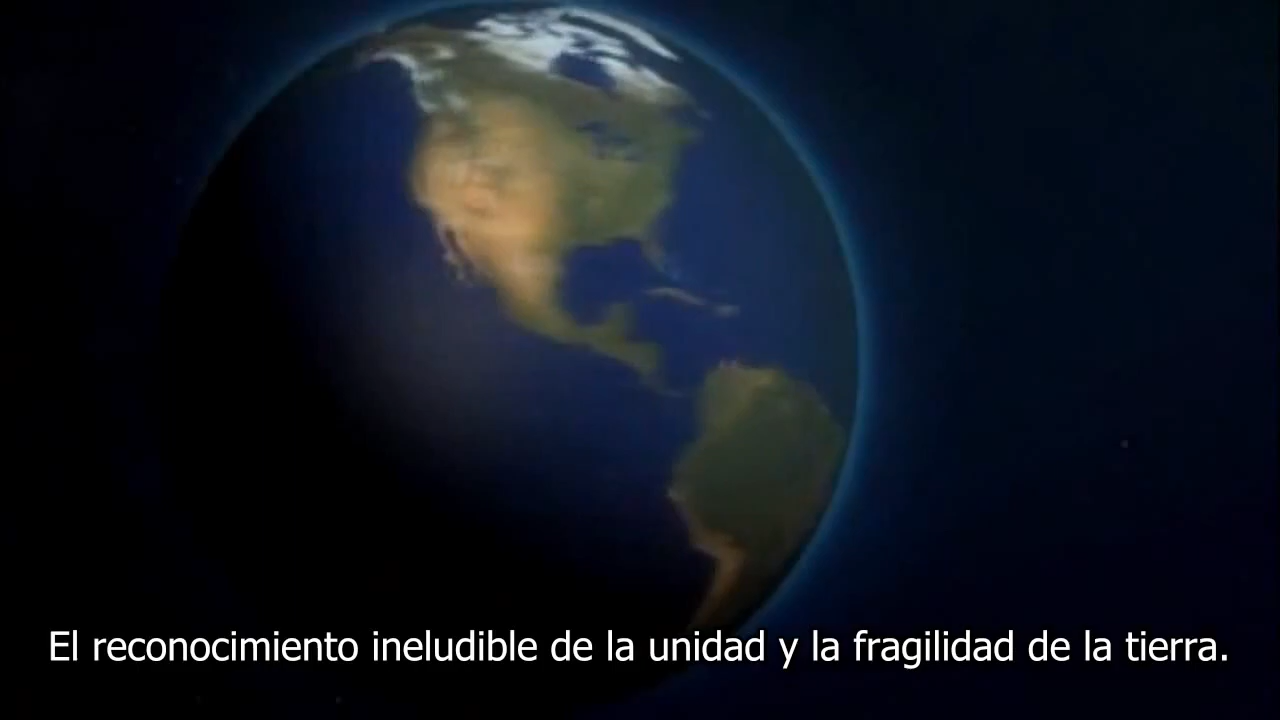 El reconocimiento ineludible de la unidad y la fragilidad de la tierra.